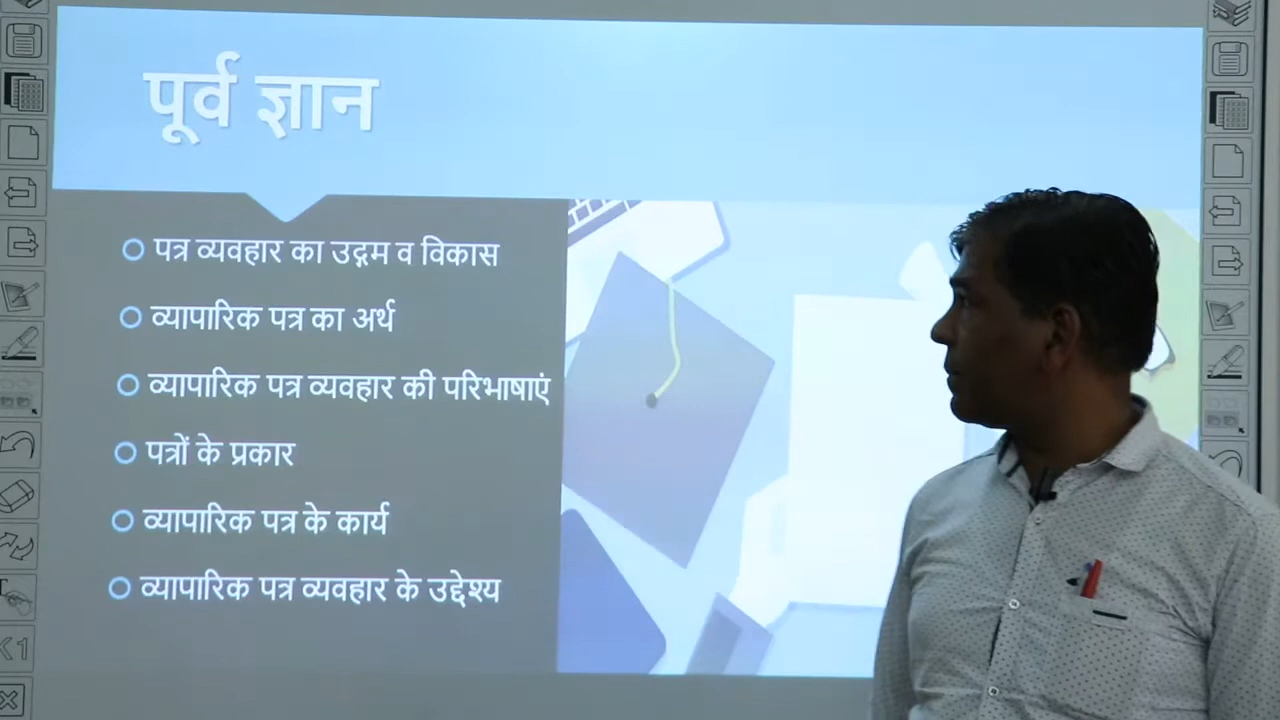 पूर्व ज्ञान
पत्र व्यवहार का उद्गम व विकास
व्यापारिक पत्र का अर्थ
व्यापारिक पत्र व्यवहार की परिभाषाएं
पत्रों के प्रकार
व्यापारिक पत्र के कार्य
व्यापारिक पत्र व्यवहार के उद्देश्य